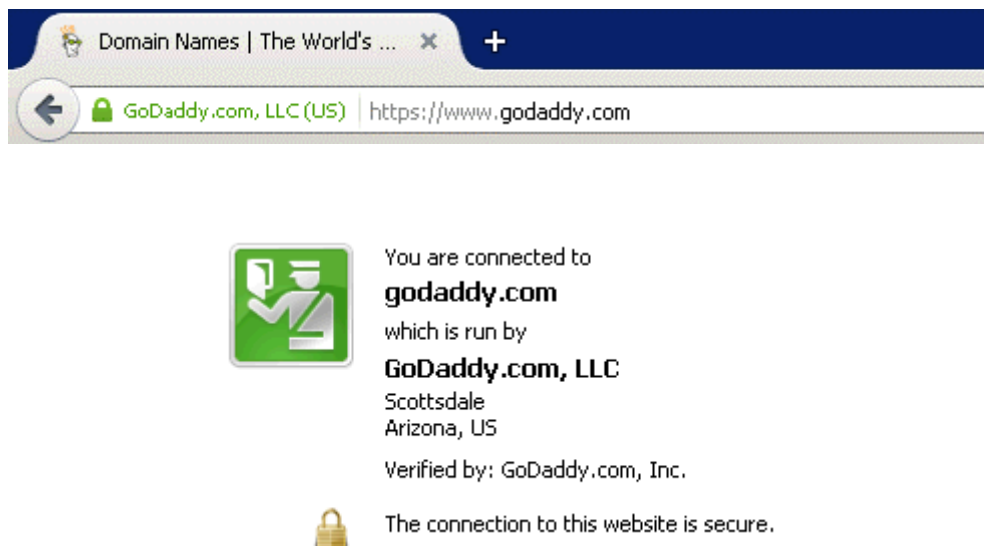 Domain Names | The World's ...
GoDaddy.com, LLC (US) https://www.godaddy.com
You are connected to
godaddy.com
which is run by
GoDaddy.com, LLC
Scottsdale
Arizona, US
Verified by: GoDaddy.com, Inc.
The connection to this website is secure.